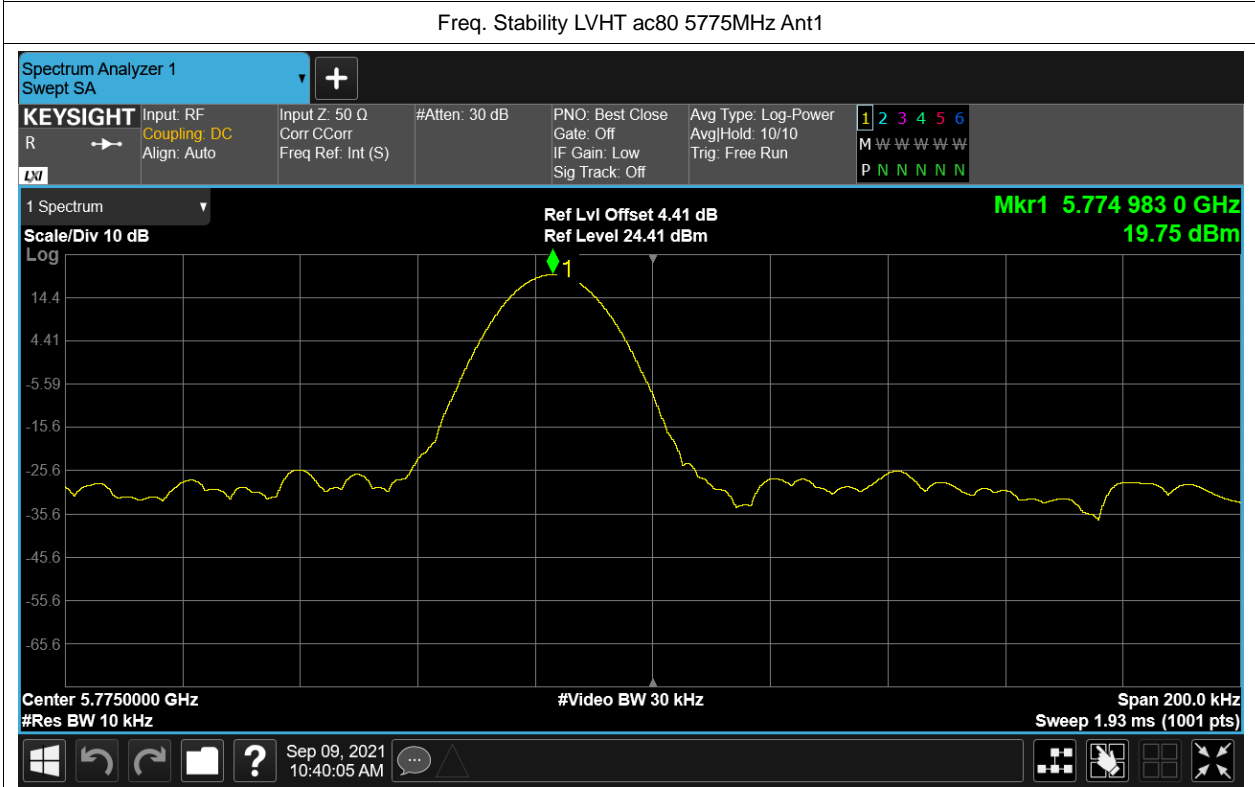 Freq. Stability LVHT ac80 5775MHz Ant1
Spectrum Analyzer 1
Swept SA
KEYSIGHT
R
LXI
Input: RF
Coupling: DC
Align: Auto
Input Z: 50 Ω
Corr CCorr
Freq Ref: Int (S)
#Atten: 30 dB
PNO: Best Close
Gate: Off
IF Gain: Low
Sig Track: Off
Avg Type: Log-Power
Avg|Hold: 10/10
Trig: Free Run
1 2 3 4 5 6
M W W W W W
P N N N N N
1 Spectrum
Scale/Div 10 dB
Log
Ref Lvl Offset 4.41 dB
Ref Level 24.41 dBm
Mkr1 5.774 983 0 GHz
19.75 dBm
1
14.4
4.41
-5.59
-15.6
-25.6
-35.6
-45.6
-55.6
-65.6
Center 5.7750000 GHz
#Res BW 10 kHz
#Video BW 30 kHz
Span 200.0 kHz
Sweep 1.93 ms (1001 pts)
?
Sep 09, 2021
10:40:05 AM